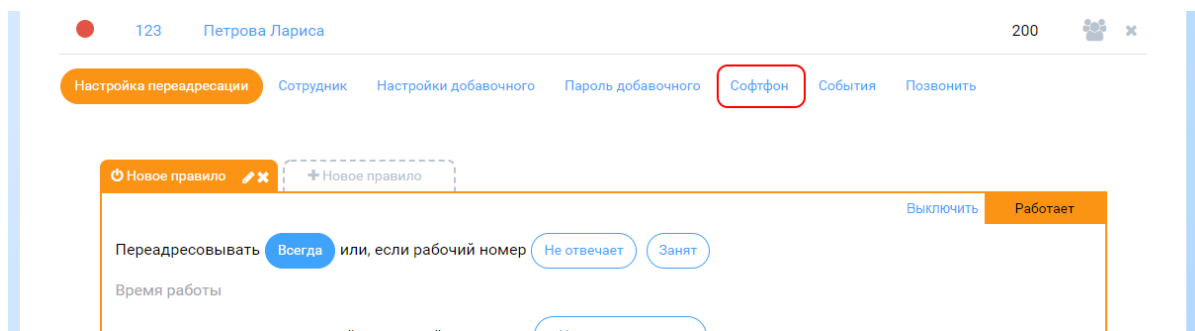 123 Петрова Лариса 200
Настройка переадресации Сотрудник Настройки добавочного Пароль добавочного Софтфон События Позвонить
Новое правило + Новое правило
Выключить Работает
Переадресовывать Всегда или, если рабочий номер Не отвечает Занят
Время работы